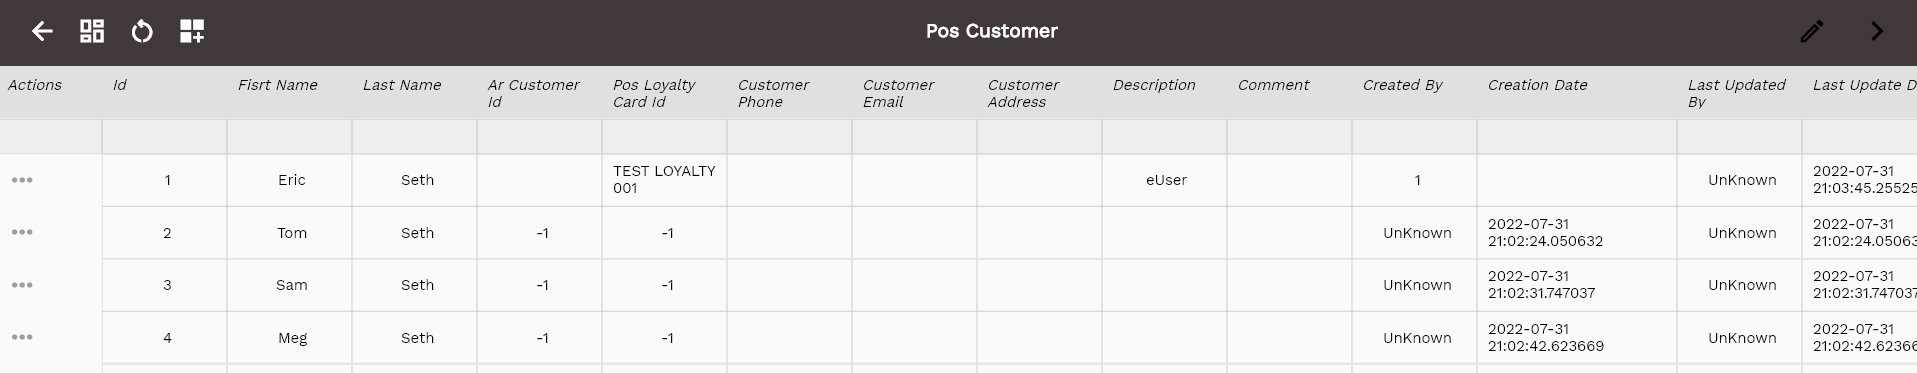 Pos Customer
Actions Id Fisrt Name Last Name Ar Customer Id Pos Loyalty Card Id Customer Phone Customer Email Customer Address Description Comment Created By Creation Date Last Updated By Last Update D
1 Eric Seth TEST LOYALTY 001 eUser 1 UnKnown 2022-07-31 21:03:45.25525
2 Tom Seth -1 -1 UnKnown 2022-07-31 21:02:24.050632 UnKnown 2022-07-31 21:02:24.05063
3 Sam Seth -1 -1 UnKnown 2022-07-31 21:02:31.747037 UnKnown 2022-07-31 21:02:31.747037
4 Meg Seth -1 -1 UnKnown 2022-07-31 21:02:42.623669 UnKnown 2022-07-31 21:02:42.62366